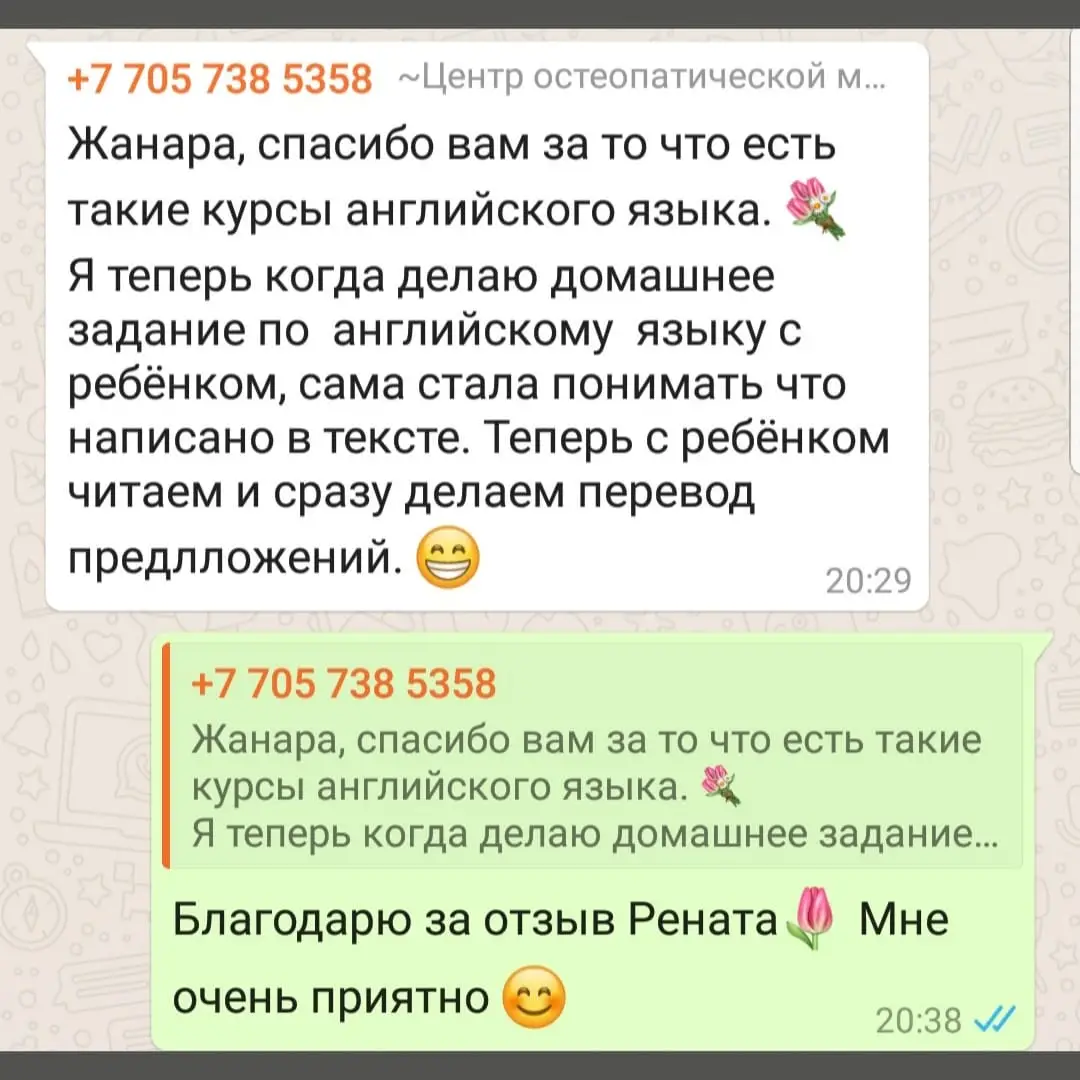 +7 705 738 5358 ~Центр остеопатической м...
Жанара, спасибо вам за то что есть
такие курсы английского языка. 💐
Я теперь когда делаю домашнее
задание по английскому языку с
ребёнком, сама стала понимать что
написано в тексте. Теперь с ребёнком
читаем и сразу делаем перевод
предлложений. 😁
20:29
+7 705 738 5358
Жанара, спасибо вам за то что есть такие
курсы английского языка. 💐
Я теперь когда делаю домашнее задание...
Благодарю за отзыв Рената🌷 Мне
очень приятно 😊
20:38